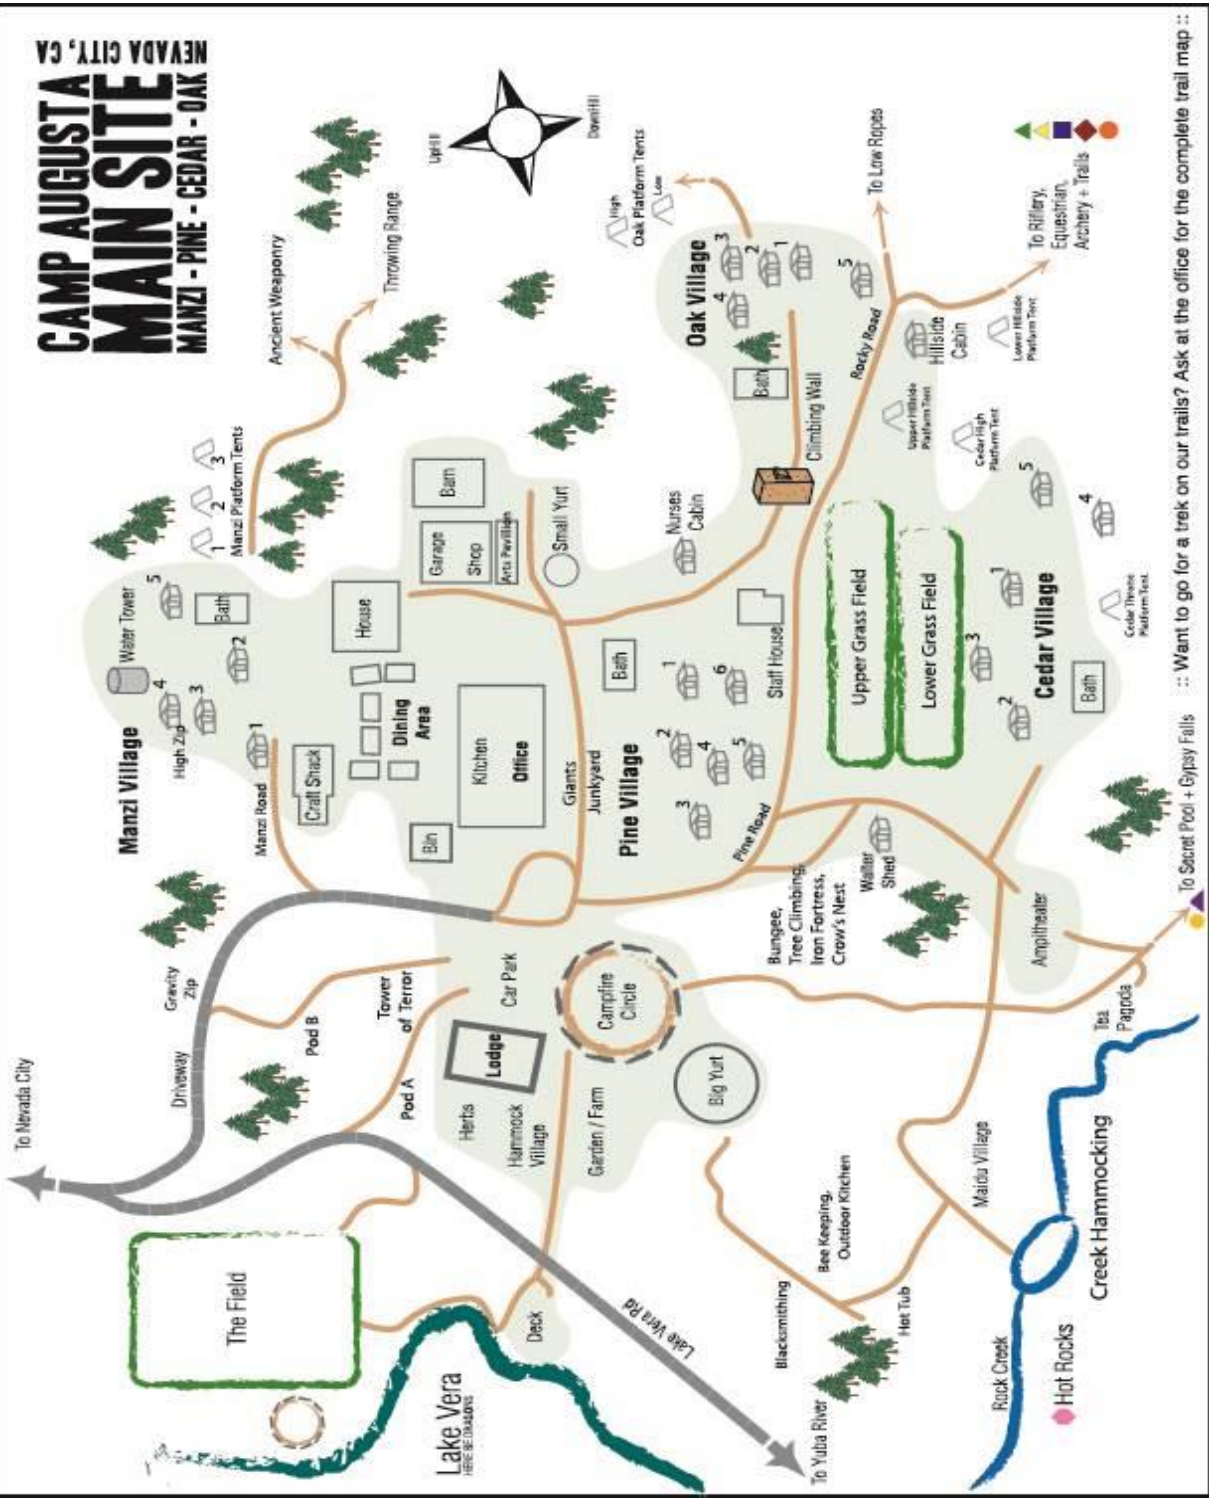 CAMP AUGUSTA
MAIN SITE
MANZI - PINE - CEDAR - OAK
NEVADA CITY, CA
UpHill
DownHill
To Nevada City
Driveway
Gravity
Zip
Pod B
Tower
of Terror
Pod A
The Field
Lake Vera
HERE BE DRAGONS
Deck
Lake Vera Rd
To Yuba River
Herbs
Hammock
Village
Garden / Farm
Lodge
Car Park
Campfire
Circle
Big Yurt
Manzi Village
Water Tower
High Zip
Manzi Road
1
2
3
4
5
Bath
1
2
3
Manzi Platform Tents
Ancient Weaponry
Throwing Range
Craft Shack
Dining
Area
House
Bin
Kitchen
Office
Garage
Shop
Barn
Arts Pavillion
Small Yurt
Giants
Junkyard
Pine Village
1
2
3
4
5
6
Bath
Nurses
Cabin
Staff House
Pine Road
Climbing Wall
Oak Village
1
2
3
4
5
Bath
High
Oak Platform Tents
Low
Rocky Road
To Low Ropes
To Riflery,
Equestrian,
Archery + Trails
Hillside
Cabin
Lower Hillside
Platform Tent
Upper Hillside
Platform Tent
Cedar High
Platform Tent
Upper Grass Field
Lower Grass Field
Cedar Village
1
2
3
4
5
Bath
Cedar Throne
Platform Tent
Bungee,
Tree Climbing,
Iron Fortress,
Crow's Nest
Walter
Shed
Ampitheater
Tea
Pagoda
To Secret Pool + Gypsy Falls
Maidu Village
Bee Keeping,
Outdoor Kitchen
Blacksmithing
Hot Tub
Rock Creek
Creek Hammocking
Hot Rocks
:: Want to go for a trek on our trails? Ask at the office for the complete trail map ::